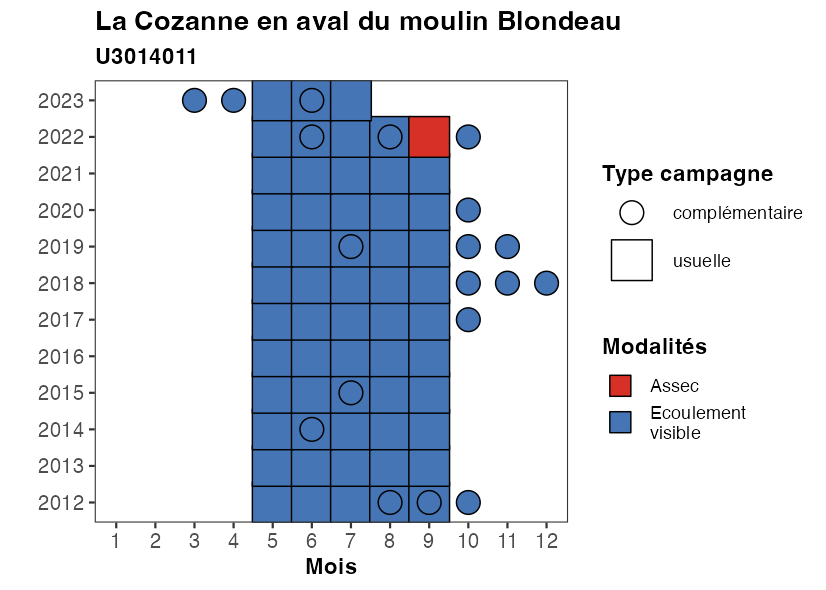 La Cozanne en aval du moulin Blondeau
U3014011
2023
2022
2021
2020
2019
2018
2017
2016
2015
2014
2013
2012
1 2 3 4 5 6 7 8 9 10 11 12
Mois
Type campagne
complémentaire
usuelle
Modalités
Assec
Ecoulement
visible